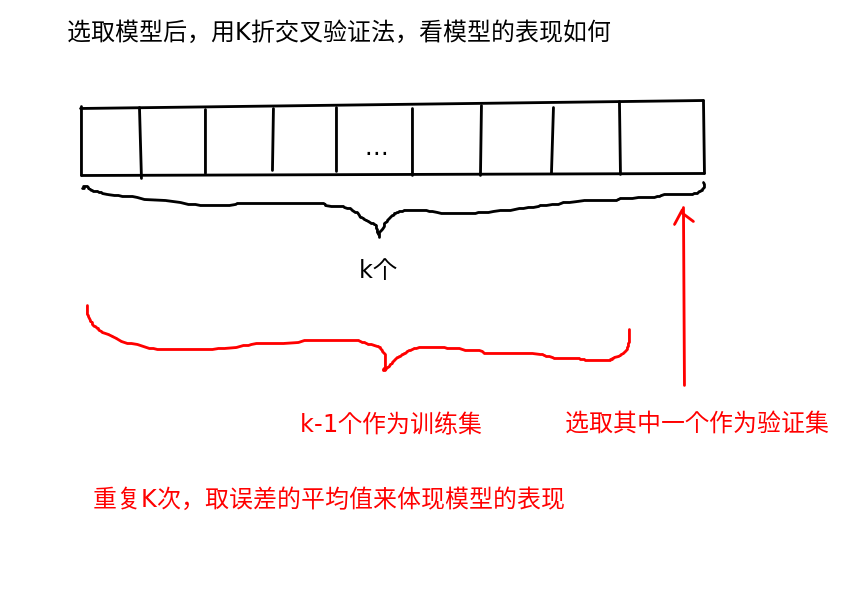 选取模型后，用K折交叉验证法，看模型的表现如何
...
k个
k-1个作为训练集
选取其中一个作为验证集
重复K次，取误差的平均值来体现模型的表现